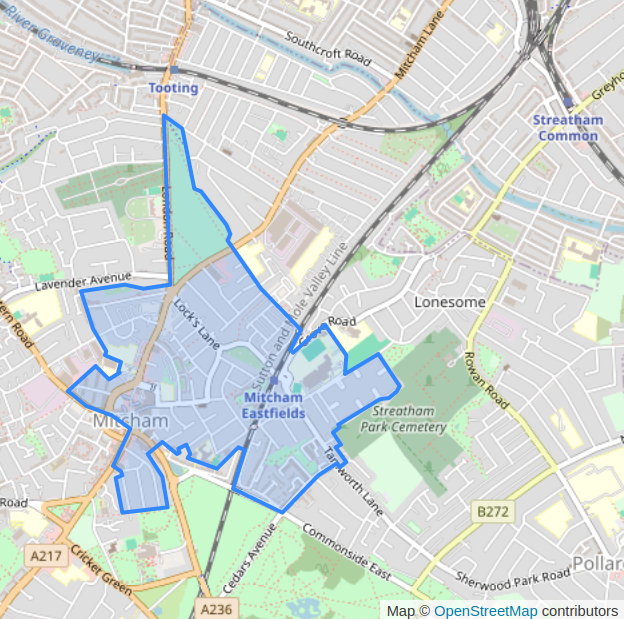 River Graveney
Southcroft Road
Mitcham Lane
Tooting
Greyho
Streatham
Common
London Road
Sutton and Mole Valley Line
Lavender Avenue
Lonesome
Lock's Lane
Road
tern Road
Rowan Road
Mitcham
Eastfields
Streatham
Park Cemetery
Mitcham
Tamworth Lane
Road
B272
A217
Cricket Green
Cedars Avenue
Commonside East
Pollar
Sherwood Park Road
A236
Map © OpenStreetMap contributors